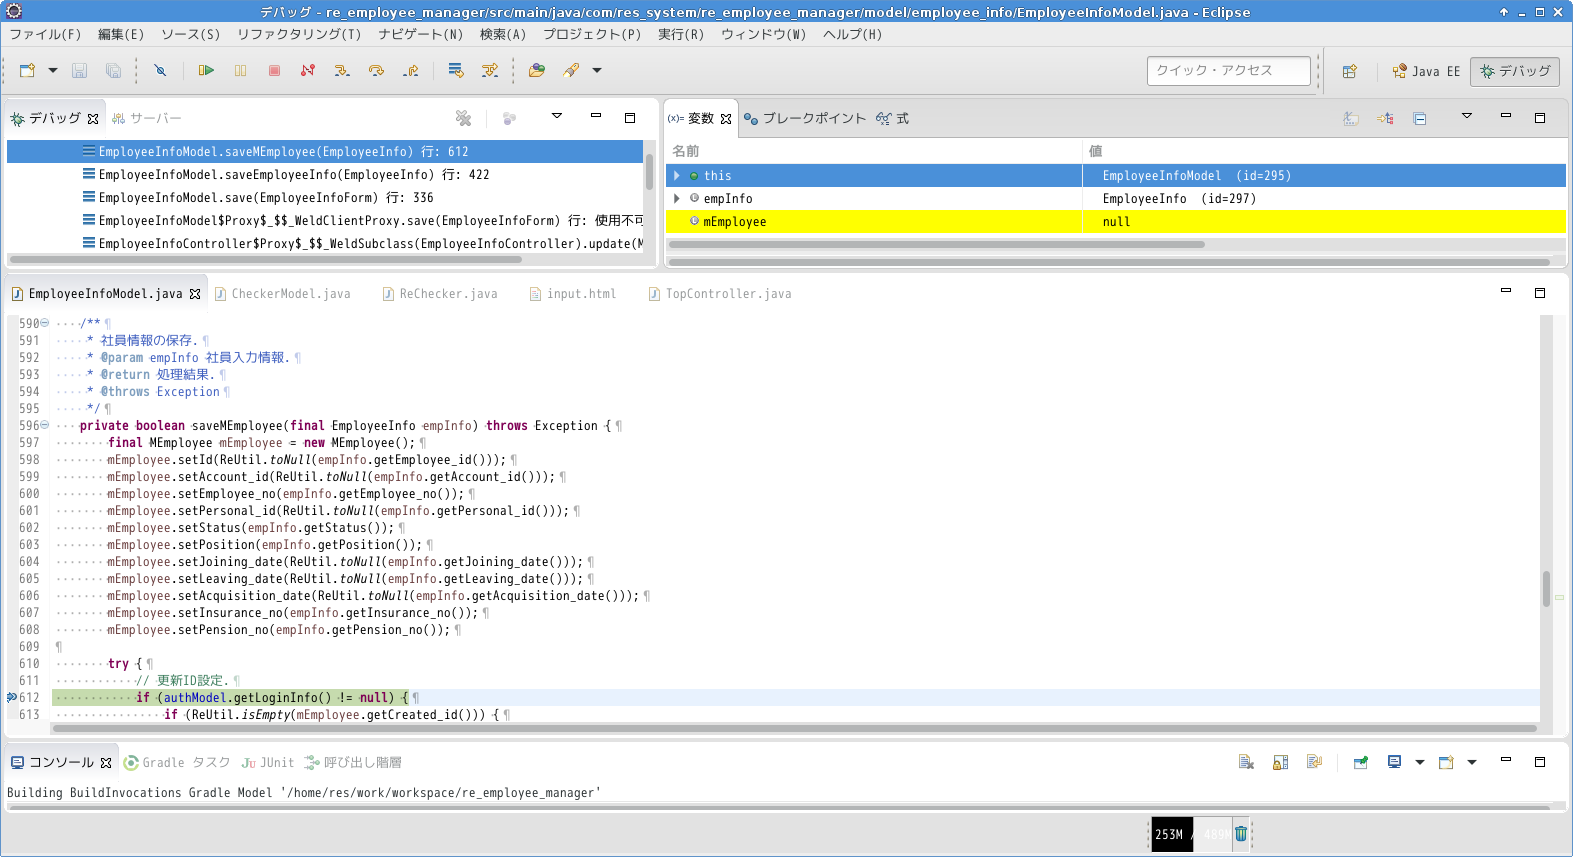 デバッグ - re_employee_manager/src/main/java/com/res_system/re_employee_manager/model/employee_info/EmployeeInfoModel.java - Eclipse
ファイル(F) 編集(E) ソース(S) リファクタリング(T) ナビゲート(N) 検索(A) プロジェクト(P) 実行(R) ウィンドウ(W) ヘルプ(H)
クイック・アクセス Java EE デバッグ
デバッグ サーバー
EmployeeInfoModel.saveMEmployee(EmployeeInfo) 行: 612
EmployeeInfoModel.saveEmployeeInfo(EmployeeInfo) 行: 422
EmployeeInfoModel.save(EmployeeInfoForm) 行: 336
EmployeeInfoModel$Proxy$_$$_WeldClientProxy.save(EmployeeInfoForm) 行: 使用不可
EmployeeInfoController$Proxy$_$$_WeldSubclass(EmployeeInfoController).update(M
(x)= 変数 ブレークポイント 式
名前 値
this EmployeeInfoModel (id=295)
empInfo EmployeeInfo (id=297)
mEmployee null
EmployeeInfoModel.java CheckerModel.java ReChecker.java input.html TopController.java
590 /**
591 * 社員情報の保存.
592 * @param empInfo 社員入力情報.
593 * @return 処理結果.
594 * @throws Exception
595 */
596 private boolean saveMEmployee(final EmployeeInfo empInfo) throws Exception {
597 final MEmployee mEmployee = new MEmployee();
598 mEmployee.setId(ReUtil.toNull(empInfo.getEmployee_id()));
599 mEmployee.setAccount_id(ReUtil.toNull(empInfo.getAccount_id()));
600 mEmployee.setEmployee_no(empInfo.getEmployee_no());
601 mEmployee.setPersonal_id(ReUtil.toNull(empInfo.getPersonal_id()));
602 mEmployee.setStatus(empInfo.getStatus());
603 mEmployee.setPosition(empInfo.getPosition());
604 mEmployee.setJoining_date(ReUtil.toNull(empInfo.getJoining_date()));
605 mEmployee.setLeaving_date(ReUtil.toNull(empInfo.getLeaving_date()));
606 mEmployee.setAcquisition_date(ReUtil.toNull(empInfo.getAcquisition_date()));
607 mEmployee.setInsurance_no(empInfo.getInsurance_no());
608 mEmployee.setPension_no(empInfo.getPension_no());
609
610 try {
611 // 更新ID設定.
612 if (authModel.getLoginInfo() != null) {
613 if (ReUtil.isEmpty(mEmployee.getCreated_id())) {
コンソール Gradle タスク JUnit 呼び出し階層
Building BuildInvocations Gradle Model '/home/res/work/workspace/re_employee_manager'
253M / 489M